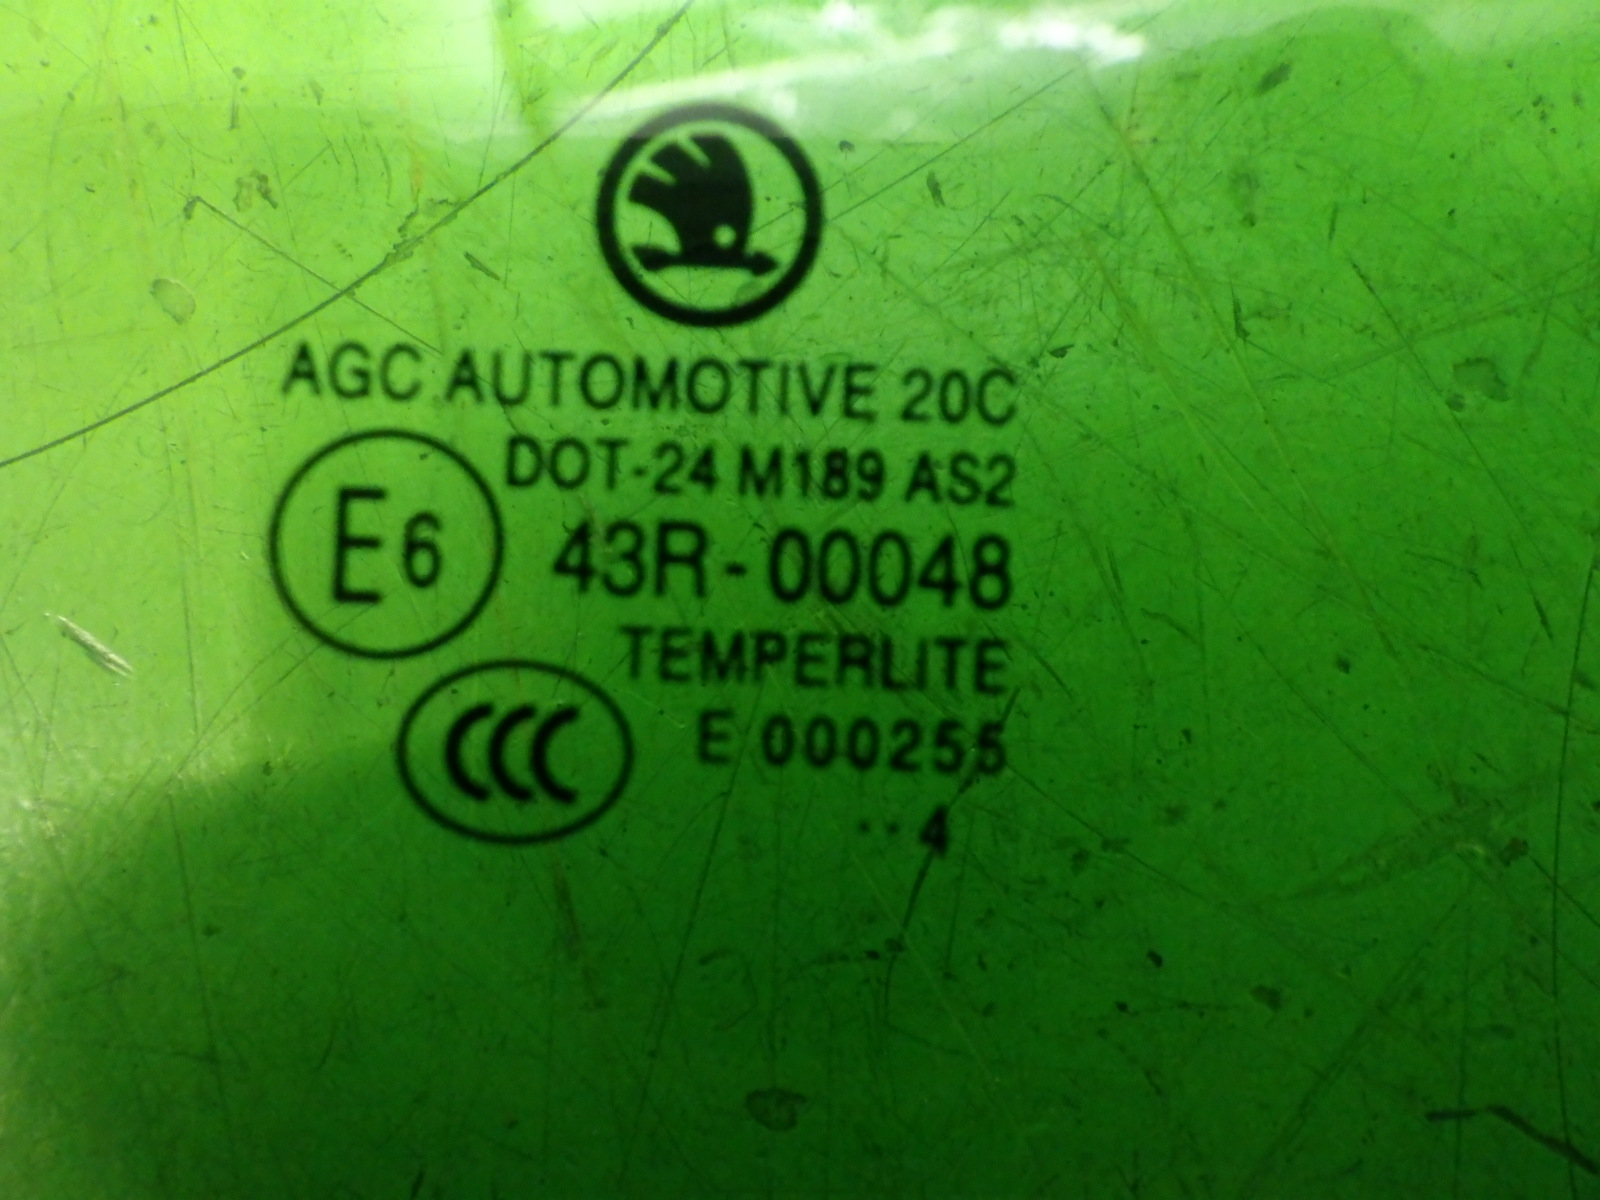 AGC AUTOMOTIVE 20C
DOT-24 M189 AS2
E6 43R-00048
TEMPERLITE
CCC E 000255
·· 4